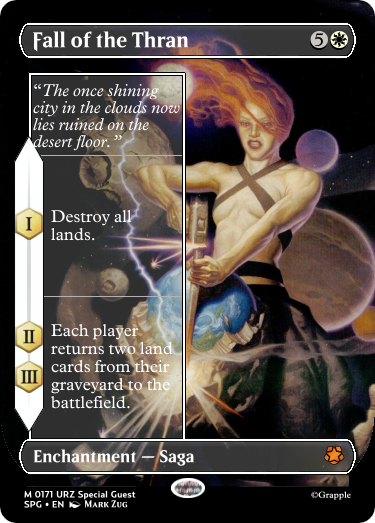 Fall of the Thran 5
“The once shining
city in the clouds now
lies ruined on the
desert floor.”
I Destroy all
lands.
II Each player
returns two land
III cards from their
graveyard to the
battlefield.
Enchantment — Saga
M 0171 URZ Special Guest
SPG • EN Mark Zug
©Grapple